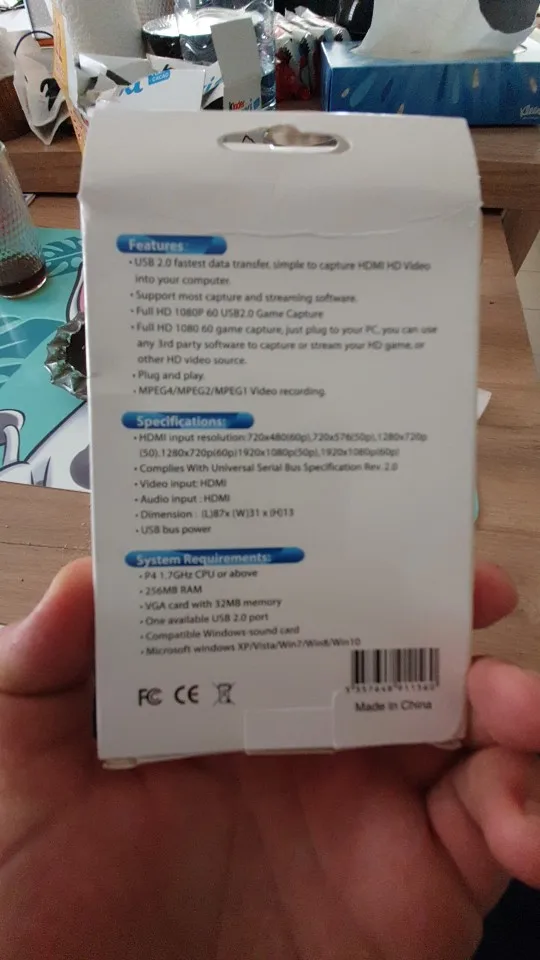 Kinder
Kleenex
Features:
• USB 2.0 fastest data transfer, simple to capture HDMI HD Video
into your computer.
• Support most capture and streaming software.
• Full HD 1080P 60 USB2.0 Game Capture
• Full HD 1080 60 game capture, just plug to your PC, you can use
any 3rd party software to capture or stream your HD game, or
other HD video source.
• Plug and play.
• MPEG4/MPEG2/MPEG1 Video recording.
Specifications:
• HDMI input resolution:720x480(60p),720x576(50p),1280x720p
(50),1280x720p(60p)1920x1080p(50p),1920x1080p(60p)
• Complies With Universal Serial Bus Specification Rev. 2.0
• Video input: HDMI
• Audio input : HDMI
• Dimension : (L)87x (W)31 x (H)13
• USB bus power
System Requirements:
• P4 1.7GHz CPU or above
• 256MB RAM
• VGA card with 32MB memory
• One available USB 2.0 port
• Compatible Windows-sound card
• Microsoft windows XP/Vista/Win7/Win8/Win10
FC CE
Made in China